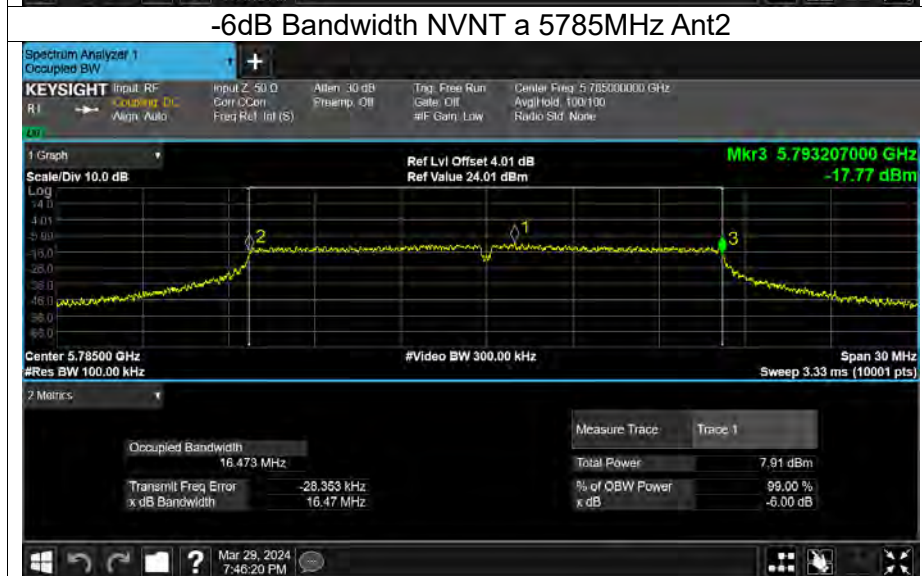 -6dB Bandwidth NVNT a 5785MHz Ant2
Spectrum Analyzer 1
Occupied BW
+
KEYSIGHT Input: RF Input Z: 50 Ω Atten: 30 dB Trig: Free Run Center Freq: 5.785000000 GHz
Coupling: DC Corr CCorr Preamp: Off Gate: Off Avg|Hold: 100/100
Align: Auto Freq Ref: Int (S) #IF Gain: Low Radio Std: None
1 Graph
Scale/Div 10.0 dB
Ref Lvl Offset 4.01 dB
Ref Value 24.01 dBm
Mkr3 5.793207000 GHz
-17.77 dBm
Log
14.0
4.01
1
2
3
Center 5.78500 GHz
#Video BW 300.00 kHz
Span 30 MHz
#Res BW 100.00 kHz
Sweep 3.33 ms (10001 pts)
2 Metrics
Measure Trace Trace 1
Occupied Bandwidth
16.473 MHz
Total Power 7.91 dBm
Transmit Freq Error -28.353 kHz
% of OBW Power 99.00 %
x dB Bandwidth 16.47 MHz
x dB -6.00 dB
?
Mar 29, 2024
7:46:20 PM